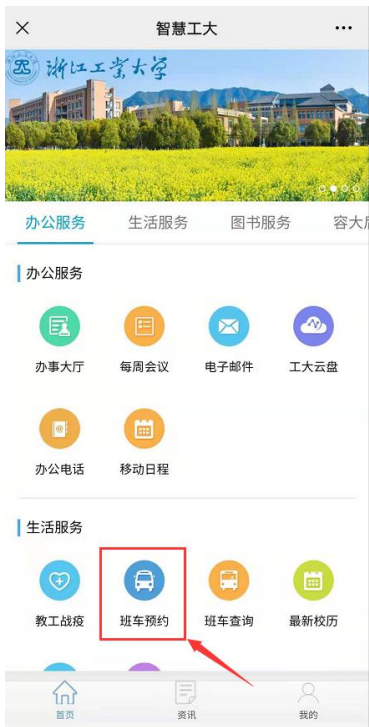 智慧工大
浙江工业大学
办公服务 生活服务 图书服务 容大后
办公服务
办事大厅 每周会议 电子邮件 工大云盘
办公电话 移动日程
生活服务
教工战疫 班车预约 班车查询 最新校历
首页 资讯 我的